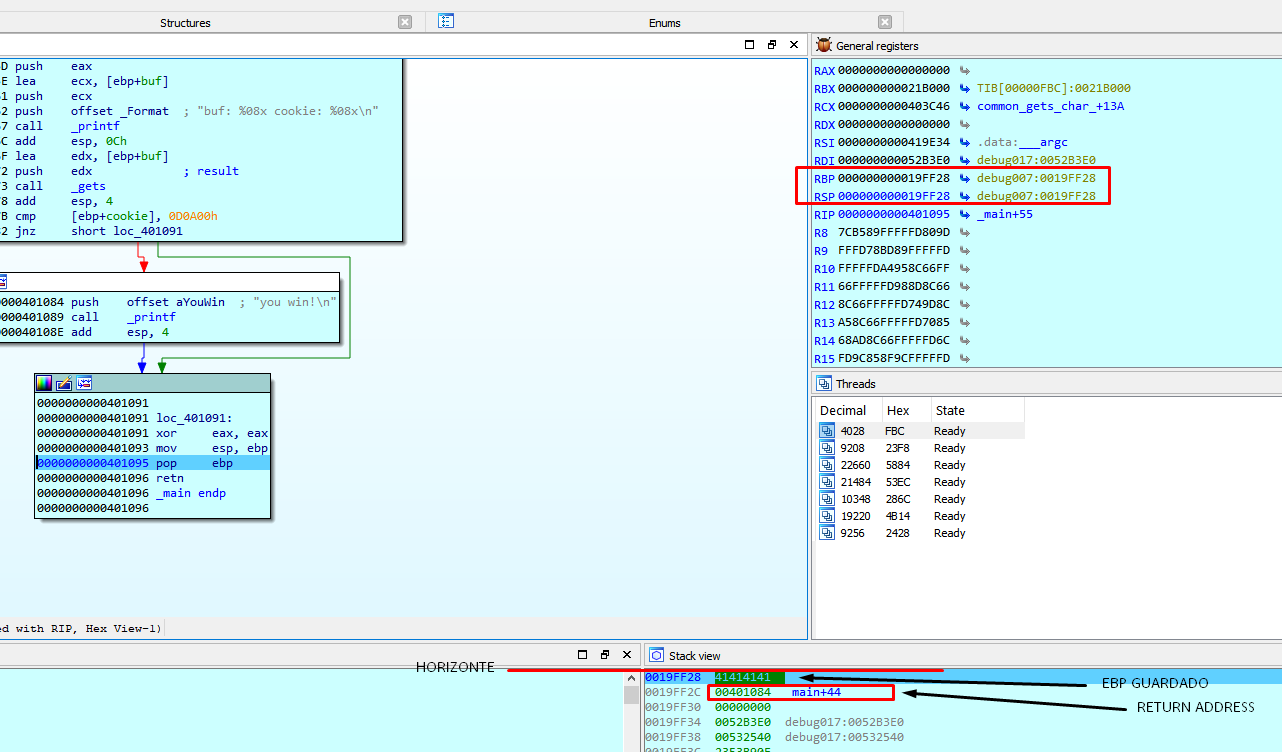 Structures
Enums
General registers
D push eax
E lea ecx, [ebp+buf]
1 push ecx
2 push offset _Format ; "buf: %08x cookie: %08x\n"
7 call _printf
C add esp, 0Ch
F lea edx, [ebp+buf]
2 push edx ; result
3 call _gets
8 add esp, 4
B cmp [ebp+cookie], 0D0A00h
2 jnz short loc_401091
0000401084 push offset aYouWin ; "you win!\n"
0000401089 call _printf
000040108E add esp, 4
0000000000401091
0000000000401091 loc_401091:
0000000000401091 xor eax, eax
0000000000401093 mov esp, ebp
0000000000401095 pop ebp
0000000000401096 retn
0000000000401096 _main endp
0000000000401096
RAX 0000000000000000
RBX 000000000021B000 TIB[00000FBC]:0021B000
RCX 0000000000403C46 common_gets_char_+13A
RDX 0000000000000000
RSI 0000000000419E34 .data:___argc
RDI 000000000052B3E0 debug017:0052B3E0
RBP 000000000019FF28 debug007:0019FF28
RSP 000000000019FF28 debug007:0019FF28
RIP 0000000000401095 _main+55
R8 7CB589FFFFFD809D
R9 FFFD78BD89FFFFFD
R10 FFFFFDA4958C66FF
R11 66FFFFFD988D8C66
R12 8C66FFFFFD749D8C
R13 A58C66FFFFFD7085
R14 68AD8C66FFFFFD6C
R15 FD9C858F9CFFFFFD
Threads
Decimal Hex State
4028 FBC Ready
9208 23F8 Ready
22660 5884 Ready
21484 53EC Ready
10348 286C Ready
19220 4B14 Ready
9256 2428 Ready
ed with RIP, Hex View-1)
HORIZONTE
Stack view
0019FF28 41414141
EBP GUARDADO
0019FF2C 00401084 _main+44
RETURN ADDRESS
0019FF30 00000000
0019FF34 0052B3E0 debug017:0052B3E0
0019FF38 00532540 debug017:00532540